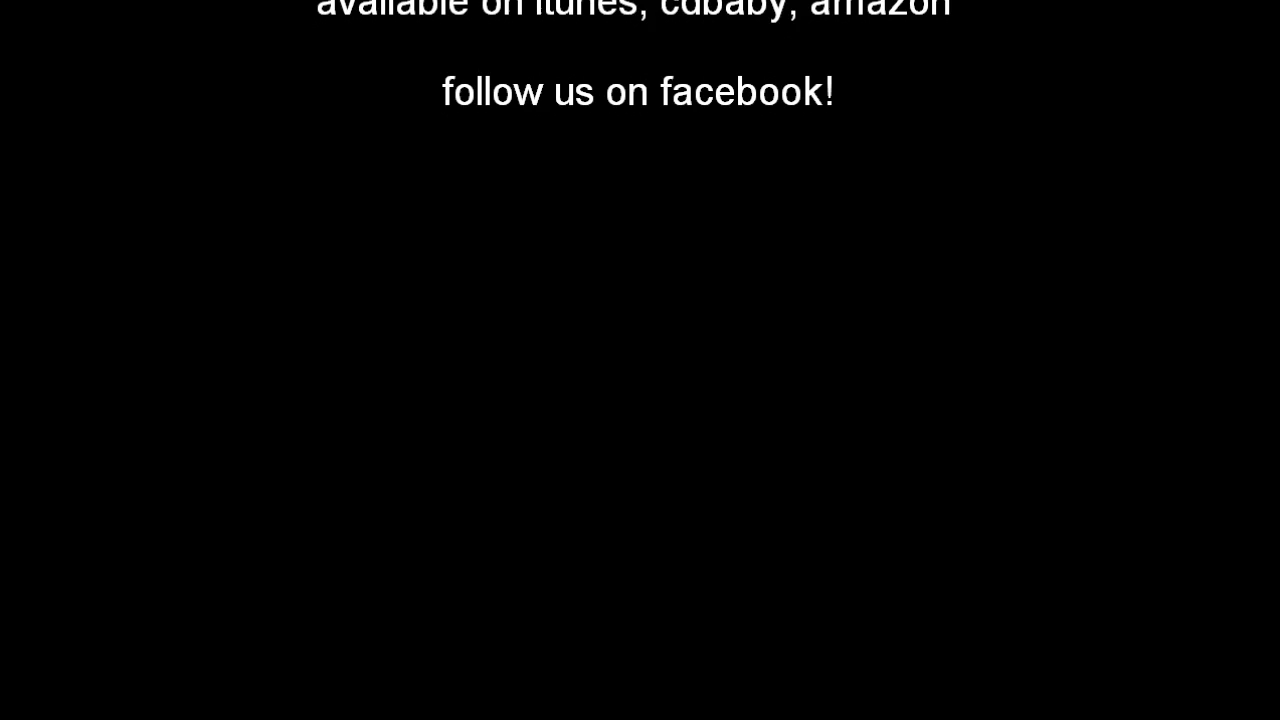 available on itunes, cdbaby, amazon
follow us on facebook!